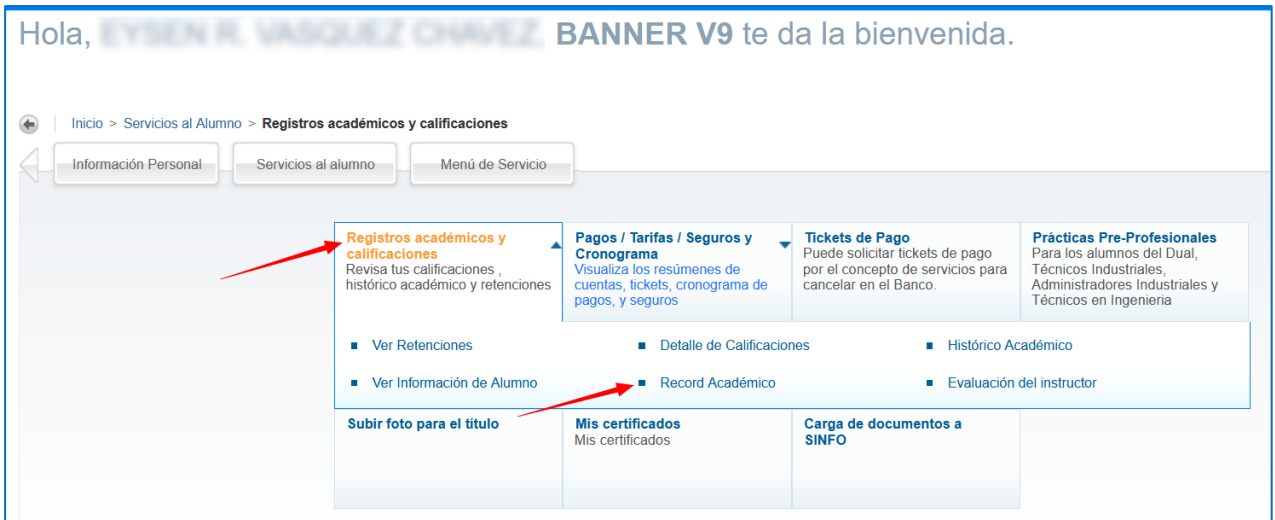 Hola, BANNER V9 te da la bienvenida.
Inicio > Servicios al Alumno > Registros académicos y calificaciones
Información Personal
Servicios al alumno
Menú de Servicio
Registros académicos y
calificaciones
Revisa tus calificaciones ,
histórico académico y retenciones
Pagos / Tarifas / Seguros y
Cronograma
Visualiza los resúmenes de
cuentas, tickets, cronograma de
pagos, y seguros
Tickets de Pago
Puede solicitar tickets de pago
por el concepto de servicios para
cancelar en el Banco.
Prácticas Pre-Profesionales
Para los alumnos del Dual,
Técnicos Industriales,
Administradores Industriales y
Técnicos en Ingenieria
Ver Retenciones
Detalle de Calificaciones
Histórico Académico
Ver Información de Alumno
Record Académico
Evaluación del instructor
Subir foto para el título
Mis certificados
Mis certificados
Carga de documentos a
SINFO